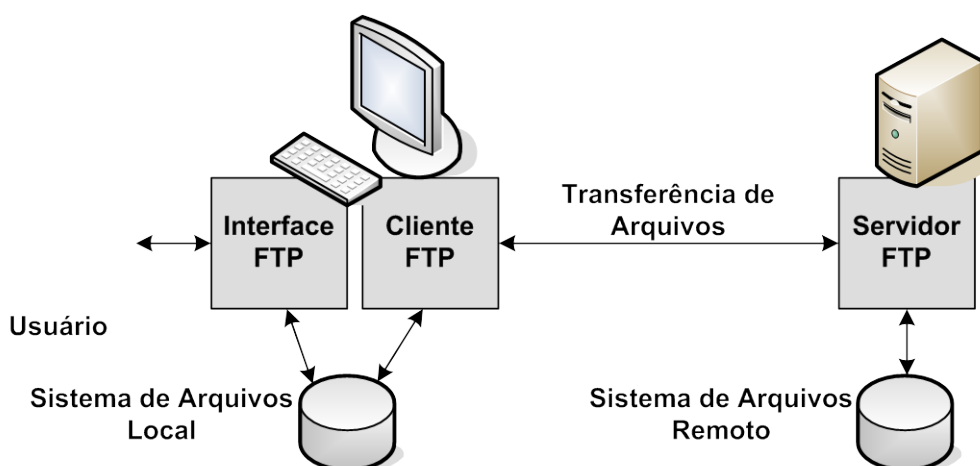 Interface
FTP
Cliente
FTP
Transferência de
Arquivos
Servidor
FTP
Usuário
Sistema de Arquivos
Local
Sistema de Arquivos
Remoto